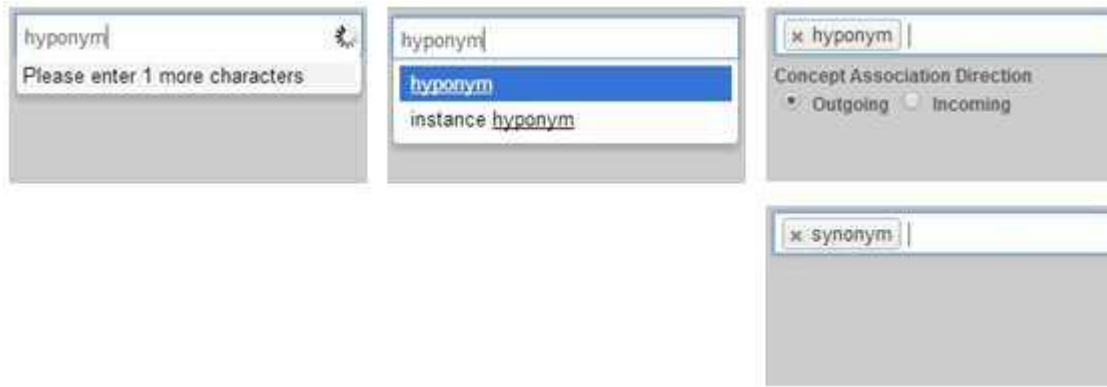 hyponym
Please enter 1 more characters
hyponym
hyponym
instance hyponym
× hyponym
Concept Association Direction
Outgoing Incoming
× synonym